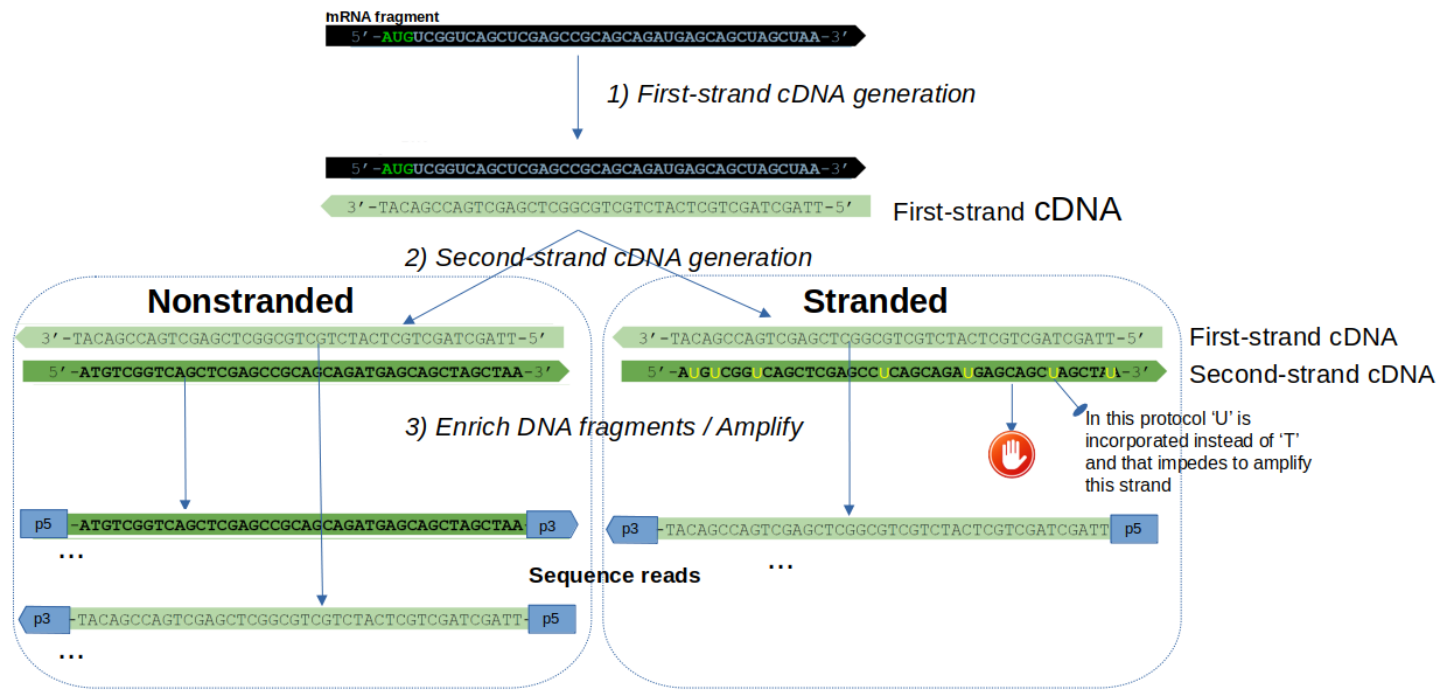 mRNA fragment
5'-AUGUCGGUCAGCUCGAGCCGCAGCAGAUGAGCAGCUAGCUAA-3'
1) First-strand cDNA generation
5'-AUGUCGGUCAGCUCGAGCCGCAGCAGAUGAGCAGCUAGCUAA-3'
3'-TACAGCCAGTCGAGCTCGGCGTCGTCTACTCGTCGATCGATT-5'
First-strand cDNA
2) Second-strand cDNA generation
Nonstranded
Stranded
3'-TACAGCCAGTCGAGCTCGGCGTCGTCTACTCGTCGATCGATT-5'
3'-TACAGCCAGTCGAGCTCGGCGTCGTCTACTCGTCGATCGATT-5'
First-strand cDNA
5'-ATGTCGGTCAGCTCGAGCCGCAGCAGATGAGCAGCTAGCTAA-3'
5'-AUGUCGGUCAGCTCGAGCCUCAGCAGAUGAGCAGCUAGCTAU-3'
Second-strand cDNA
3) Enrich DNA fragments / Amplify
In this protocol 'U' is
incorporated instead of 'T'
and that impedes to amplify
this strand
p5 -ATGTCGGTCAGCTCGAGCCGCAGCAGATGAGCAGCTAGCTAA- p3
...
p3 -TACAGCCAGTCGAGCTCGGCGTCGTCTACTCGTCGATCGATT p5
...
Sequence reads
p3 -TACAGCCAGTCGAGCTCGGCGTCGTCTACTCGTCGATCGATT- p5
...